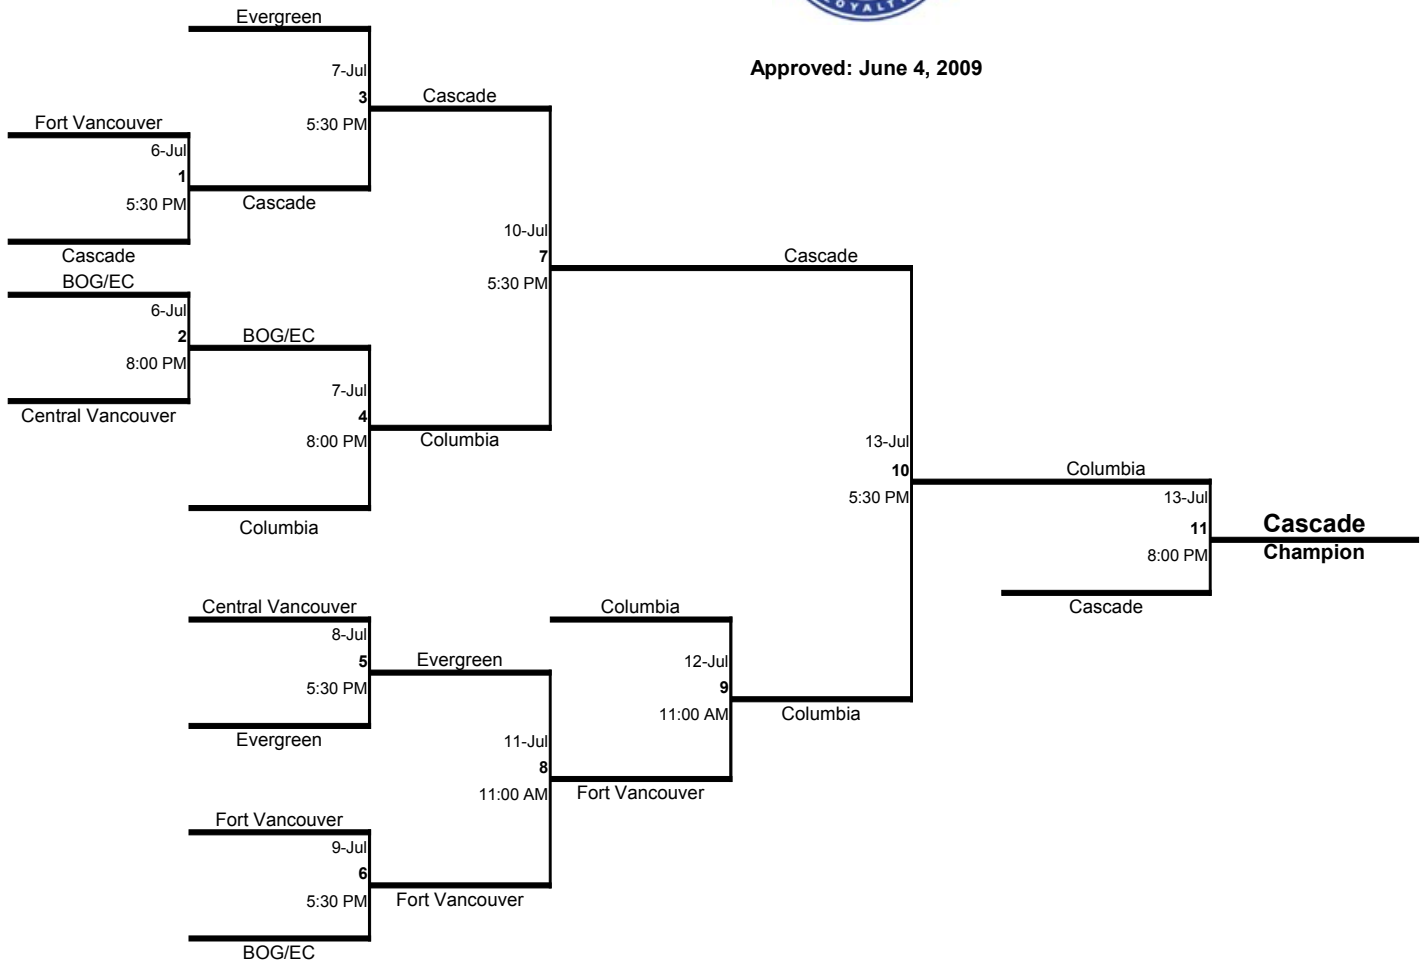 LOYALTY
Approved: June 4, 2009
Evergreen
7-Jul
3
5:30 PM
Cascade
Fort Vancouver
6-Jul
1
5:30 PM
Cascade
Cascade
BOG/EC
6-Jul
2
8:00 PM
Central Vancouver
BOG/EC
7-Jul
4
8:00 PM
Columbia
Columbia
10-Jul
7
5:30 PM
Cascade
13-Jul
10
5:30 PM
Columbia
13-Jul
11
8:00 PM
Cascade
Cascade
Champion
Central Vancouver
8-Jul
5
5:30 PM
Evergreen
Evergreen
11-Jul
8
11:00 AM
Fort Vancouver
Columbia
12-Jul
9
11:00 AM
Columbia
Fort Vancouver
9-Jul
6
5:30 PM
Fort Vancouver
BOG/EC